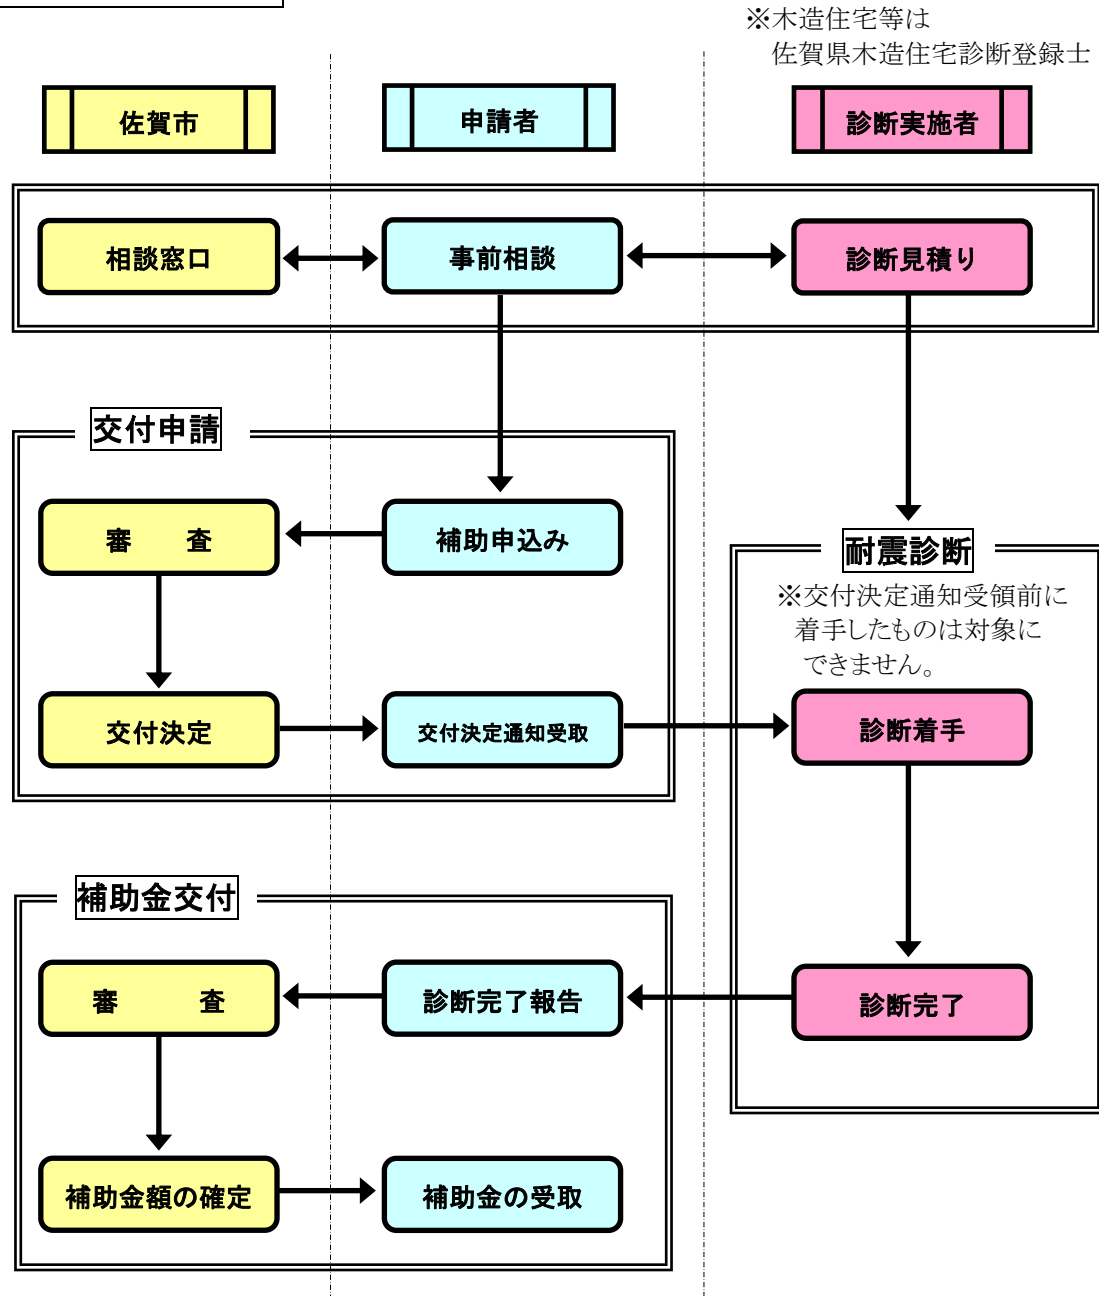 ※木造住宅等は
佐賀県木造住宅診断登録士
佐賀市
申請者
診断実施者
相談窓口
事前相談
診断見積り
交付申請
審　　査
補助申込み
耐震診断
※交付決定通知受領前に
着手したものは対象に
できません。
交付決定
交付決定通知受取
診断着手
補助金交付
審　　　査
診断完了報告
診断完了
補助金額の確定
補助金の受取